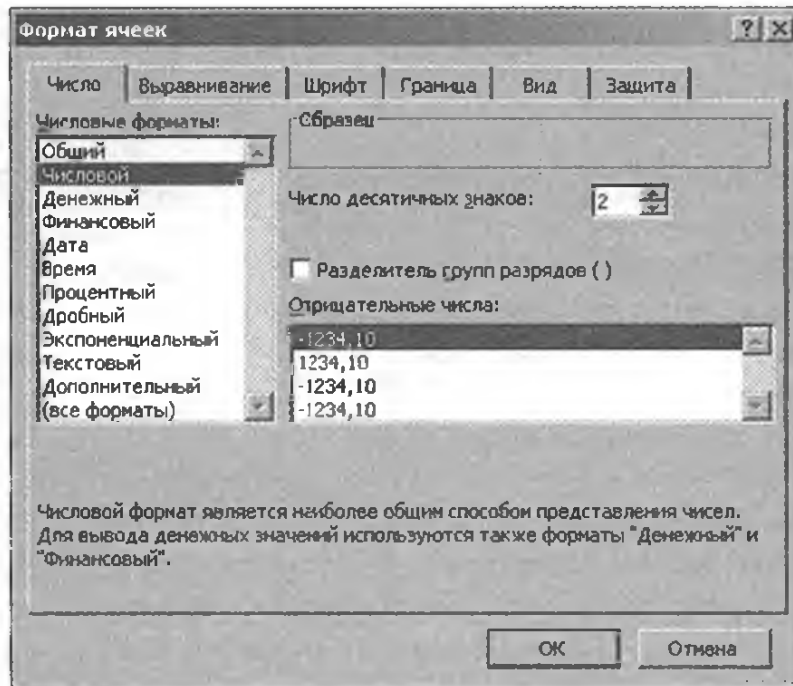 Формат ячеек
Число Выравнивание Шрифт Граница Вид Защита
Числовые форматы:
Общий
Числовой
Денежный
Финансовый
Дата
Время
Процентный
Дробный
Экспоненциальный
Текстовый
Дополнительный
(все форматы)
Образец
Число десятичных знаков: 2
Разделитель групп разрядов ( )
Отрицательные числа:
-1234,10
1234,10
-1234,10
-1234,10
Числовой формат является наиболее общим способом представления чисел.
Для вывода денежных значений используются также форматы "Денежный" и
"Финансовый".
ОК Отмена